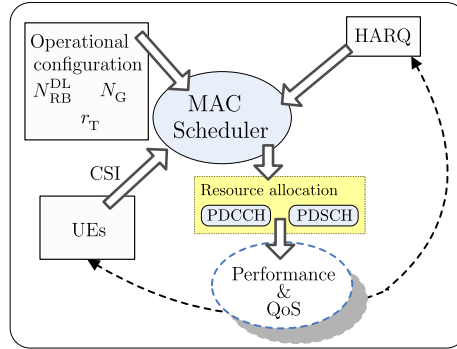 Operational
configuration
N_RB^DL N_G
r_T
HARQ
MAC
Scheduler
CSI
UEs
Resource allocation
PDCCH PDSCH
Performance
&
QoS